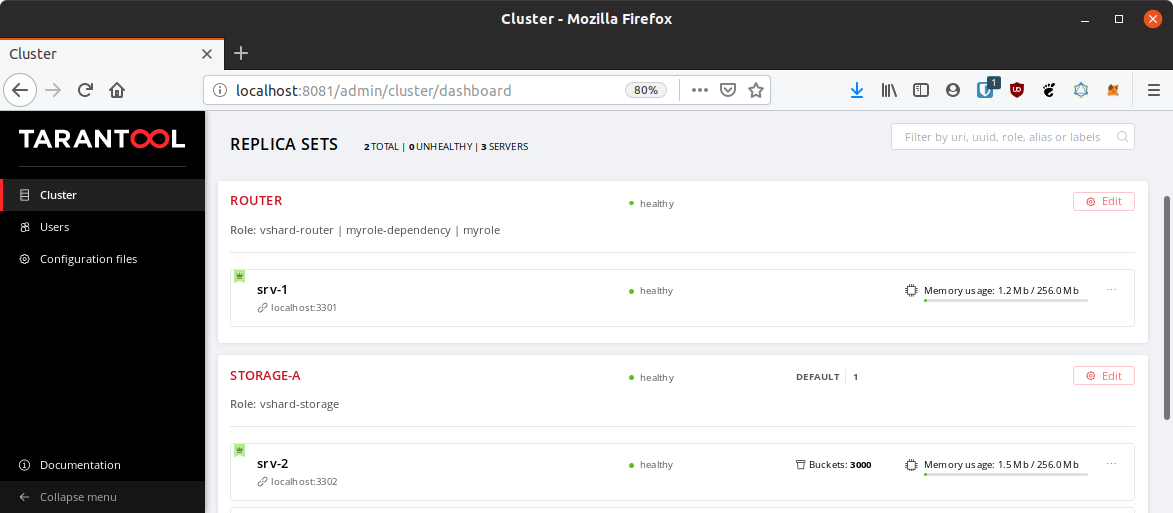 Cluster - Mozilla Firefox
Cluster
localhost:8081/admin/cluster/dashboard 80%
1
TARANTOOL
Cluster
Users
Configuration files
Documentation
Collapse menu
REPLICA SETS 2 TOTAL | 0 UNHEALTHY | 3 SERVERS
Filter by uri, uuid, role, alias or labels
ROUTER healthy Edit
Role: vshard-router | myrole-dependency | myrole
srv-1 healthy Memory usage: 1.2 Mb / 256.0 Mb
localhost:3301
STORAGE-A healthy DEFAULT 1 Edit
Role: vshard-storage
srv-2 healthy Buckets: 3000 Memory usage: 1.5 Mb / 256.0 Mb
localhost:3302